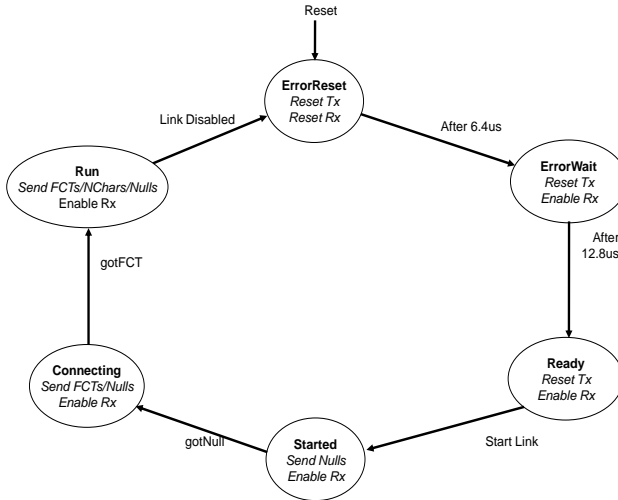 Reset
ErrorReset
Reset Tx
Reset Rx
After 6.4us
ErrorWait
Reset Tx
Enable Rx
After
12.8us
Ready
Reset Tx
Enable Rx
Start Link
Started
Send Nulls
Enable Rx
gotNull
Connecting
Send FCTs/Nulls
Enable Rx
gotFCT
Run
Send FCTs/NChars/Nulls
Enable Rx
Link Disabled